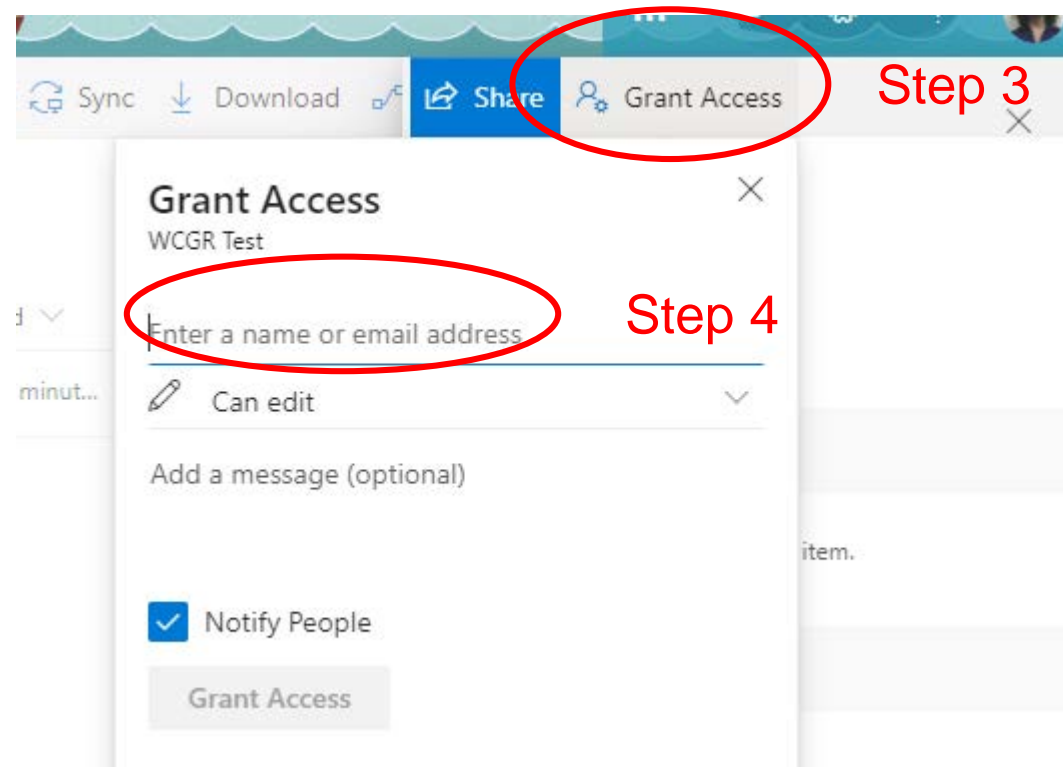 Sync Download Share Grant Access Step 3
Grant Access
WCGR Test
Enter a name or email address Step 4
minut...
Can edit
Add a message (optional)
item.
Notify People
Grant Access